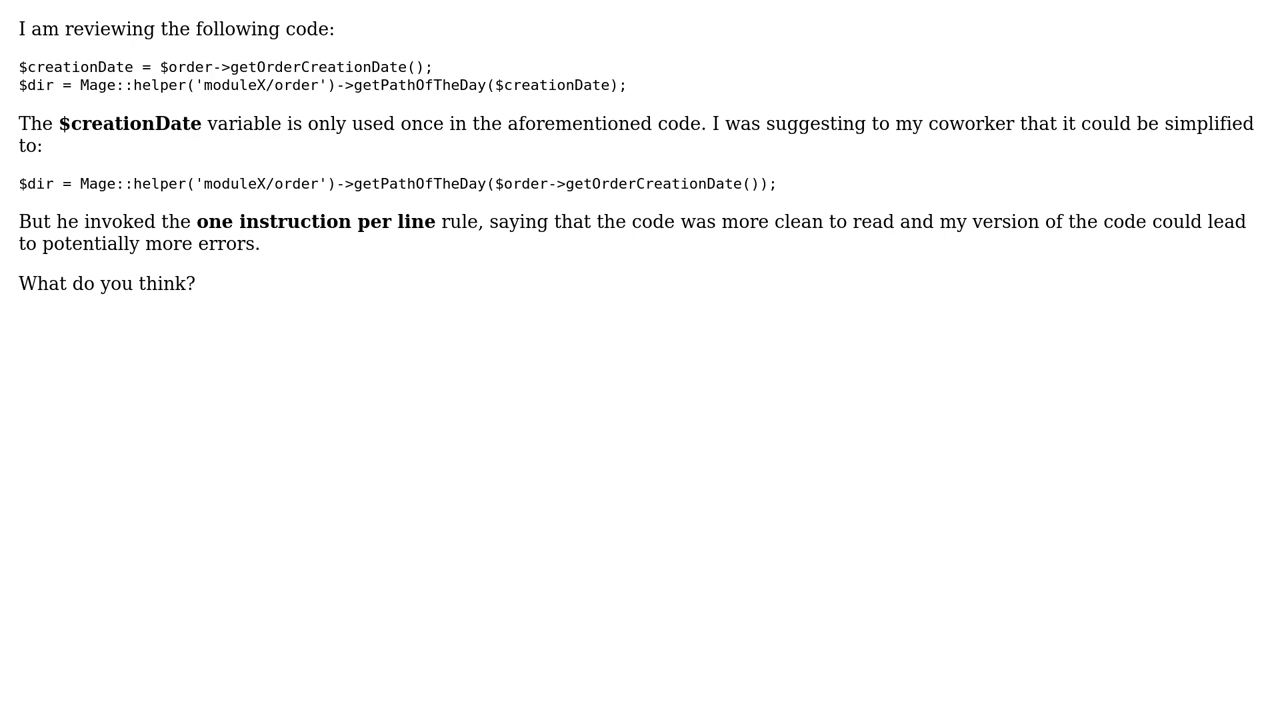 I am reviewing the following code:
$creationDate = $order->getOrderCreationDate();
$dir = Mage::helper('moduleX/order')->getPathOfTheDay($creationDate);
The $creationDate variable is only used once in the aforementioned code. I was suggesting to my coworker that it could be simplified
to:
$dir = Mage::helper('moduleX/order')->getPathOfTheDay($order->getOrderCreationDate());
But he invoked the one instruction per line rule, saying that the code was more clean to read and my version of the code could lead
to potentially more errors.
What do you think?